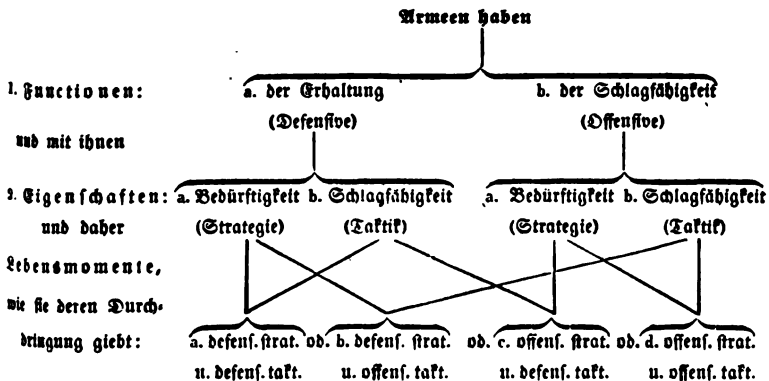 Armeen haben
1. Functionen: a. der Erhaltung b. der Schlagfähigkeit
(Defensive) (Offensive)
und mit ihnen
2. Eigenschaften: a. Bedürftigkeit b. Schlagfähigkeit a. Bedürftigkeit b. Schlagfähigkeit
und daher (Strategie) (Taktik) (Strategie) (Taktik)
Lebensmomente,
wie sie deren Durch-
dringung giebt: a. defens. strat. od. b. defens. strat. od. c. offens. strat. od. d. offens. strat.
u. defens. takt. u. offens. takt. u. defens. takt. u. offens. takt.